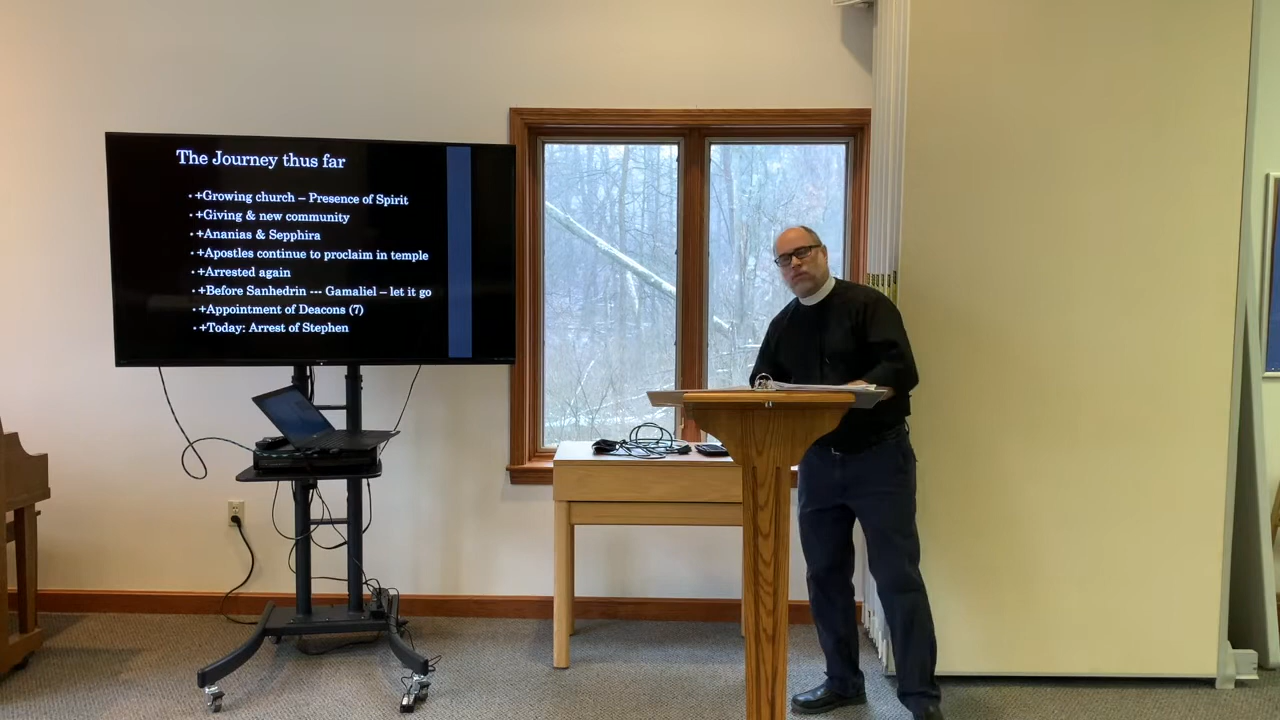 The Journey thus far
• +Growing church – Presence of Spirit
• +Giving & new community
• +Ananias & Sepphira
• +Apostles continue to proclaim in temple
• +Arrested again
• +Before Sanhedrin --- Gamaliel – let it go
• +Appointment of Deacons (7)
• +Today: Arrest of Stephen